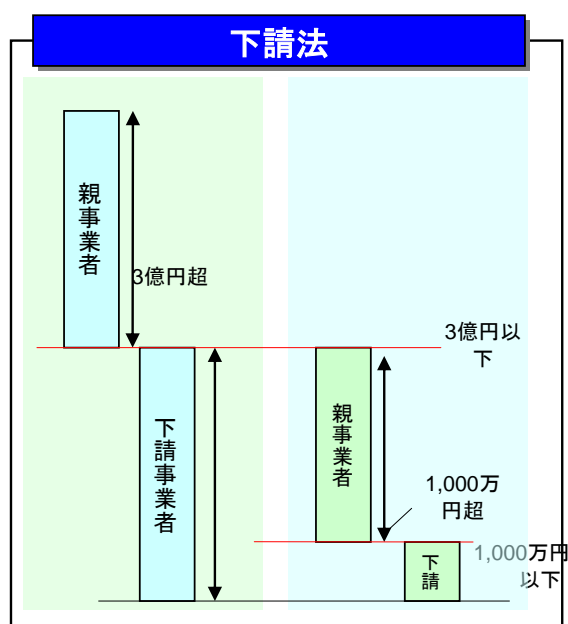 下請法
親事業者
3億円超
3億円以
下
下請事業者
親事業者
1,000万
円超
1,000万円
以下
下請